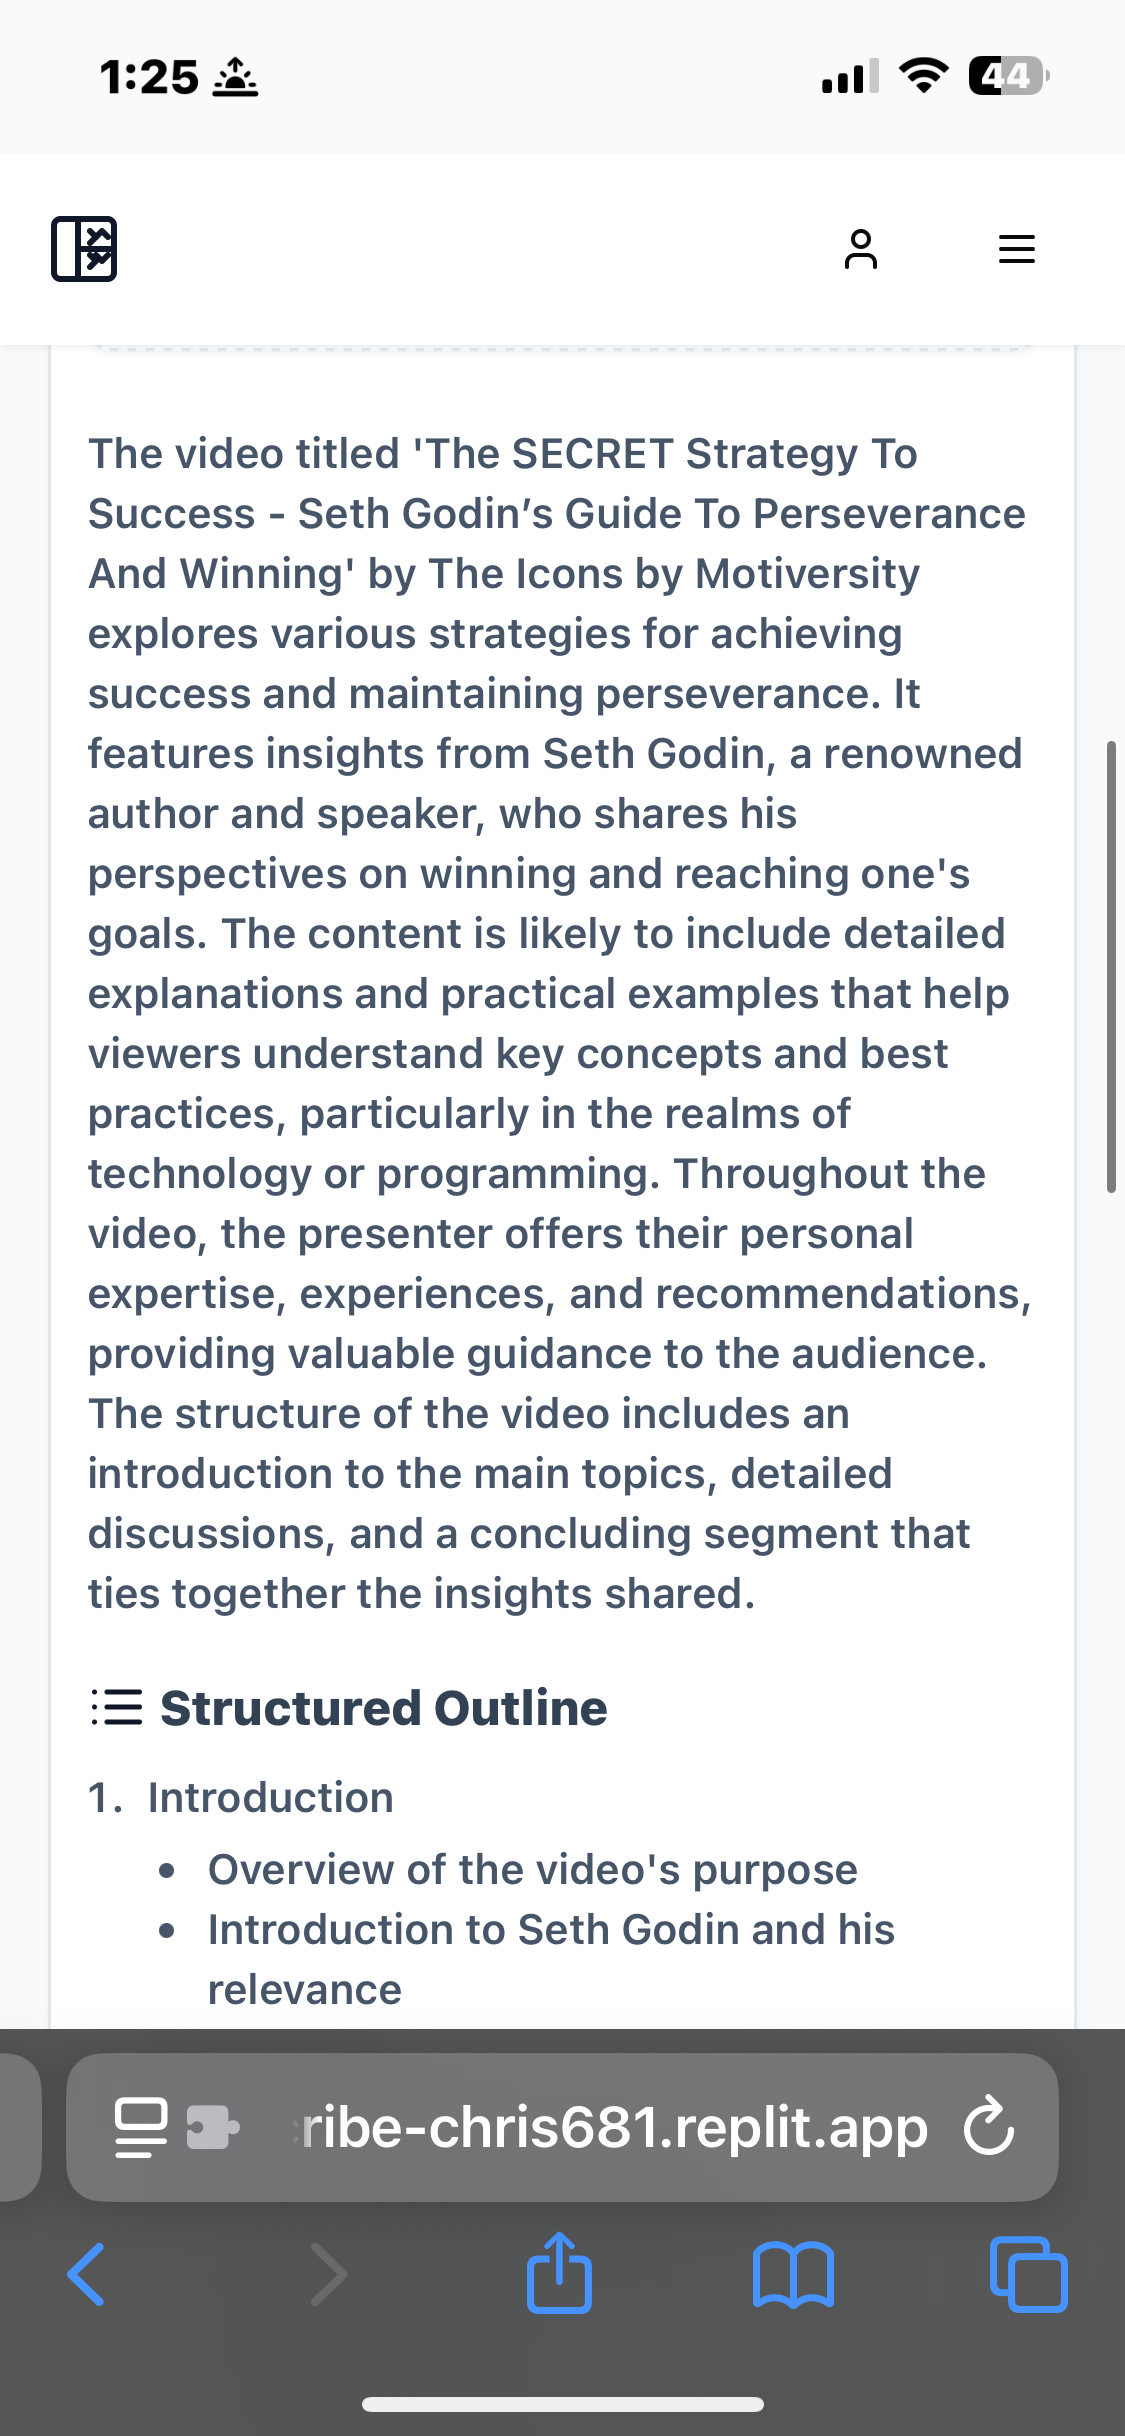 1:25
44
The video titled 'The SECRET Strategy To
Success - Seth Godin’s Guide To Perseverance
And Winning' by The Icons by Motiversity
explores various strategies for achieving
success and maintaining perseverance. It
features insights from Seth Godin, a renowned
author and speaker, who shares his
perspectives on winning and reaching one's
goals. The content is likely to include detailed
explanations and practical examples that help
viewers understand key concepts and best
practices, particularly in the realms of
technology or programming. Throughout the
video, the presenter offers their personal
expertise, experiences, and recommendations,
providing valuable guidance to the audience.
The structure of the video includes an
introduction to the main topics, detailed
discussions, and a concluding segment that
ties together the insights shared.
Structured Outline
1. Introduction
• Overview of the video's purpose
• Introduction to Seth Godin and his
relevance
ribe-chris681.replit.app